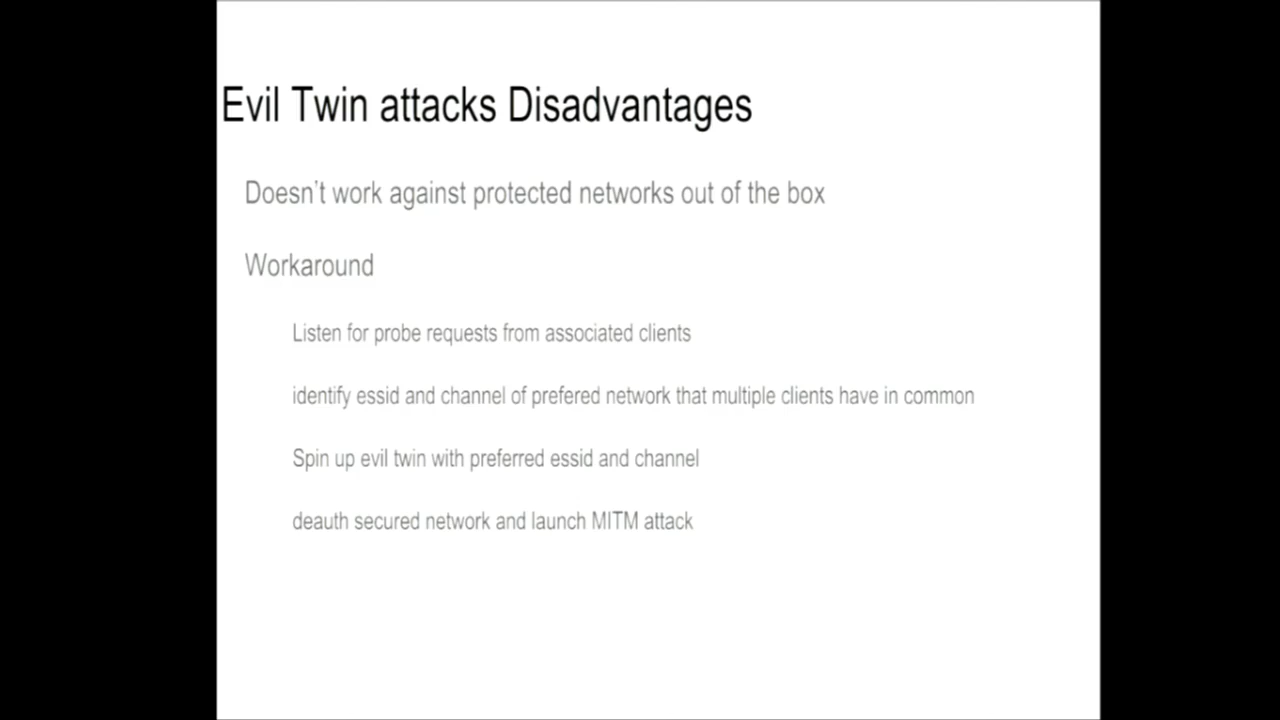 Evil Twin attacks Disadvantages
Doesn't work against protected networks out of the box
Workaround
Listen for probe requests from associated clients
identify essid and channel of prefered network that multiple clients have in common
Spin up evil twin with preferred essid and channel
deauth secured network and launch MITM attack